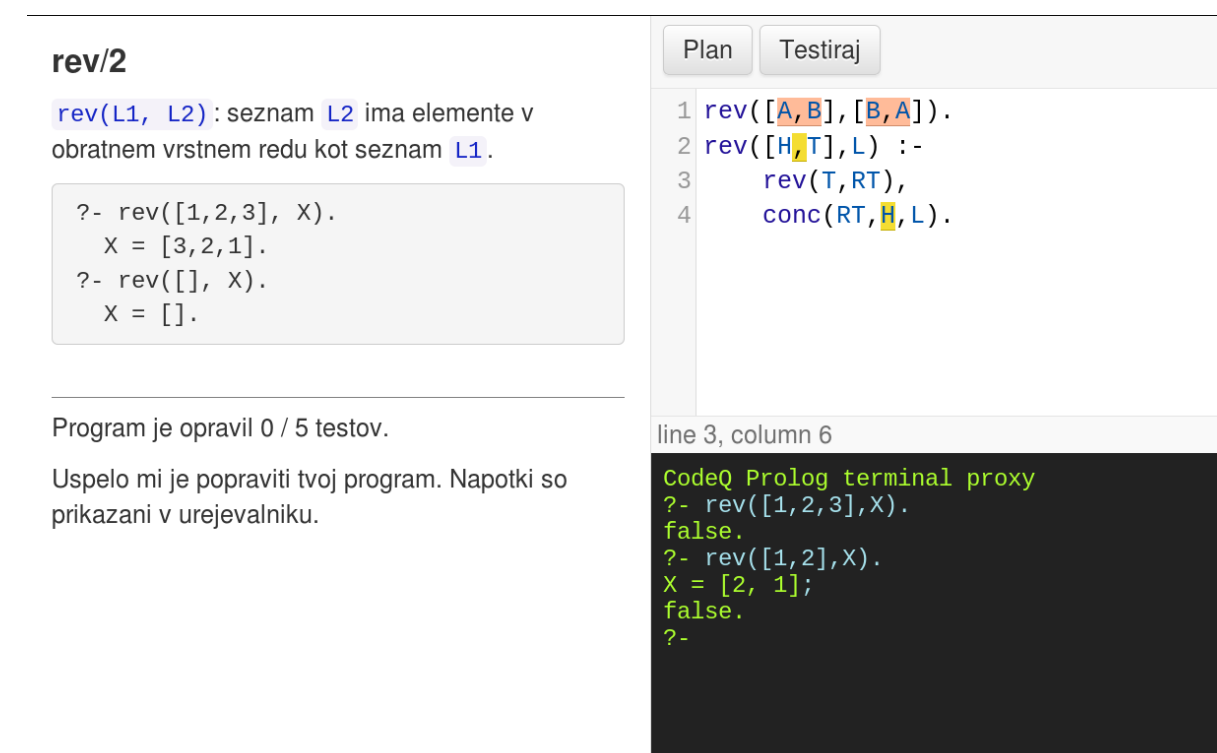 rev/2
rev(L1, L2): seznam L2 ima elemente v
obratnem vrstnem redu kot seznam L1.
?- rev([1,2,3], X).
X = [3,2,1].
?- rev([], X).
X = [].
Program je opravil 0 / 5 testov.
Uspelo mi je popraviti tvoj program. Napotki so
prikazani v urejevalniku.
Plan Testiraj
1 rev([A,B],[B,A]).
2 rev([H,T],L) :-
3 rev(T,RT),
4 conc(RT,H,L).
line 3, column 6
CodeQ Prolog terminal proxy
?- rev([1,2,3],X).
false.
?- rev([1,2],X).
X = [2, 1];
false.
?-